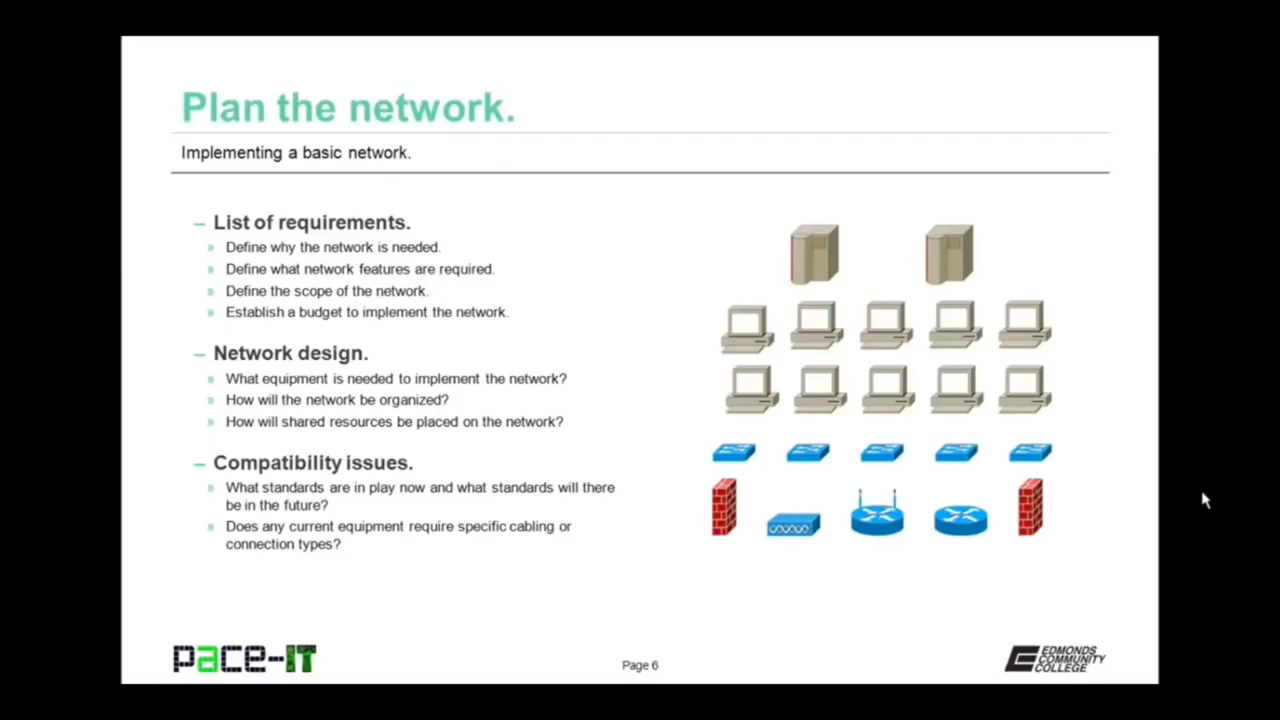 Plan the network.
Implementing a basic network.
– List of requirements.
» Define why the network is needed.
» Define what network features are required.
» Define the scope of the network.
» Establish a budget to implement the network.
– Network design.
» What equipment is needed to implement the network?
» How will the network be organized?
» How will shared resources be placed on the network?
– Compatibility issues.
» What standards are in play now and what standards will there
be in the future?
» Does any current equipment require specific cabling or
connection types?
pace-IT
Page 6
EDMONDS
COMMUNITY
COLLEGE